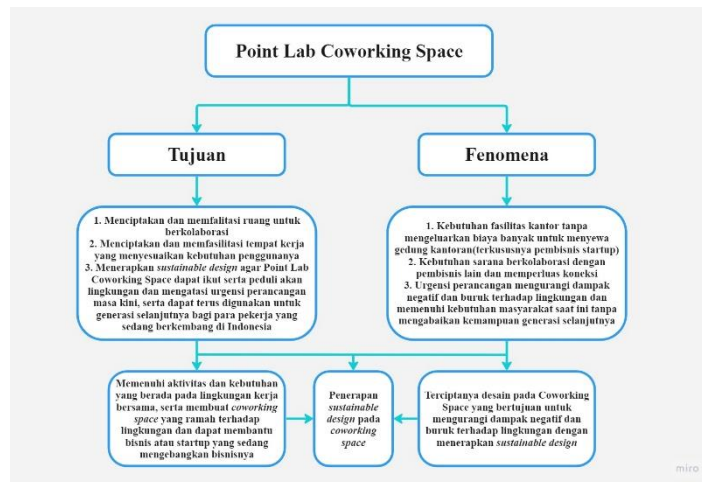 Point Lab Coworking Space
Tujuan
Fenomena
1. Menciptakan dan memfalitasi ruang untuk
berkolaborasi
2. Menciptakan dan memfasilitasi tempat kerja
yang menyesuaikan kebutuhan penggunanya
3. Menerapkan sustainable design agar Point Lab
Coworking Space dapat ikut serta peduli akan
lingkungan dan mengatasi urgensi perancangan
masa kini, serta dapat terus digunakan untuk
generasi selanjutnya bagi para pekerja yang
sedang berkembang di Indonesia
1. Kebutuhan fasilitas kantor tanpa
mengeluarkan biaya banyak untuk menyewa
gedung kantoran(terkususnya pembisnis startup)
2. Kebutuhan sarana berkolaborasi dengan
pembisnis lain dan memperluas koneksi
3. Urgensi perancangan mengurangi dampak
negatif dan buruk terhadap lingkungan dan
memenuhi kebutuhan masyarakat saat ini tanpa
mengabaikan kemampuan generasi selanjutnya
Memenuhi aktivitas dan kebutuhan
yang berada pada lingkungan kerja
bersama, serta membuat coworking
space yang ramah terhadap
lingkungan dan dapat membantu
bisnis atau startup yang sedang
mengebangkan bisnisnya
Penerapan
sustainable
design pada
coworking
space
Terciptanya desain pada Coworking
Space yang bertujuan untuk
mengurangi dampak negatif dan
buruk terhadap lingkungan dengan
menerapkan sustainable design
miro